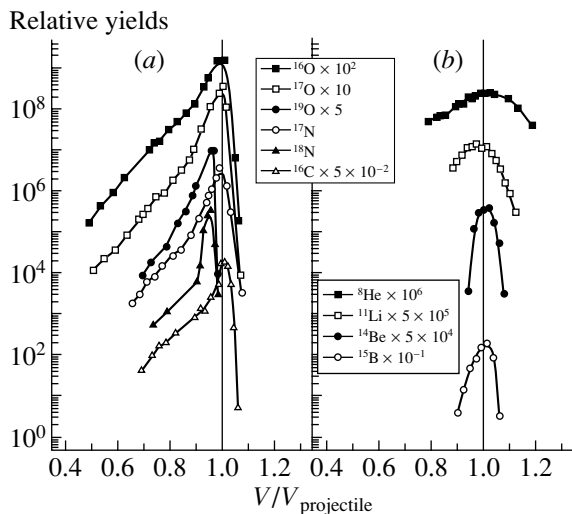 Relative yields
(a)
(b)
¹⁶O × 10²
¹⁷O × 10
¹⁹O × 5
¹⁷N
¹⁸N
¹⁶C × 5 × 10⁻²
⁸He × 10⁶
¹¹Li × 5 × 10⁵
¹⁴Be × 5 × 10⁴
¹⁵B × 10⁻¹
10⁸
10⁶
10⁴
10²
10⁰
0.4 0.6 0.8 1.0 1.2 0.4 0.6 0.8 1.0 1.2
V/Vprojectile